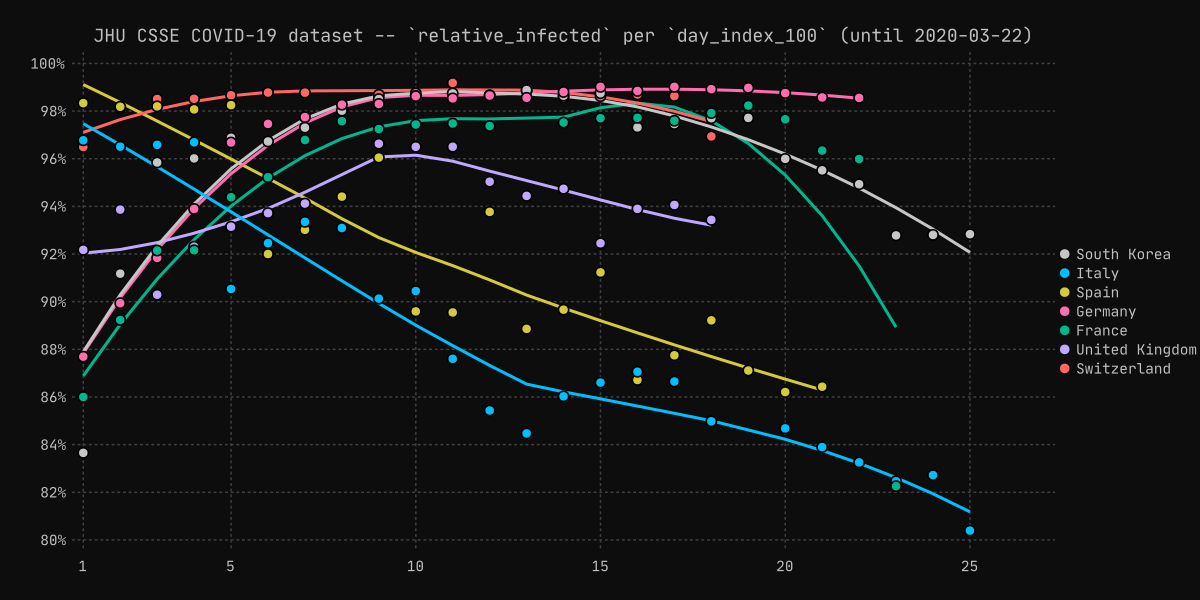 JHU CSSE COVID-19 dataset -- `relative_infected` per `day_index_100` (until 2020-03-22)
100%
98%
96%
94%
92%
90%
88%
86%
84%
82%
80%
1 5 10 15 20 25
South Korea
Italy
Spain
Germany
France
United Kingdom
Switzerland